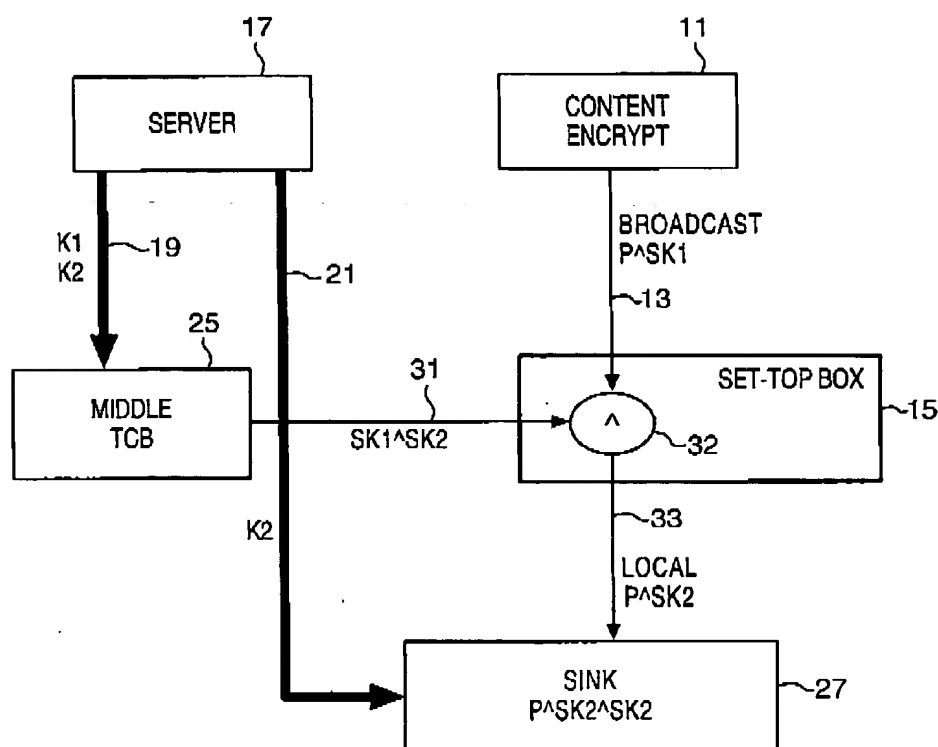 17
11
SERVER
CONTENT
ENCRYPT
K1
K2
19
21
BROADCAST
P^SK1
13
25
MIDDLE
TCB
31
SK1^SK2
SET-TOP BOX
15
^
32
K2
33
LOCAL
P^SK2
SINK
P^SK2^SK2
27